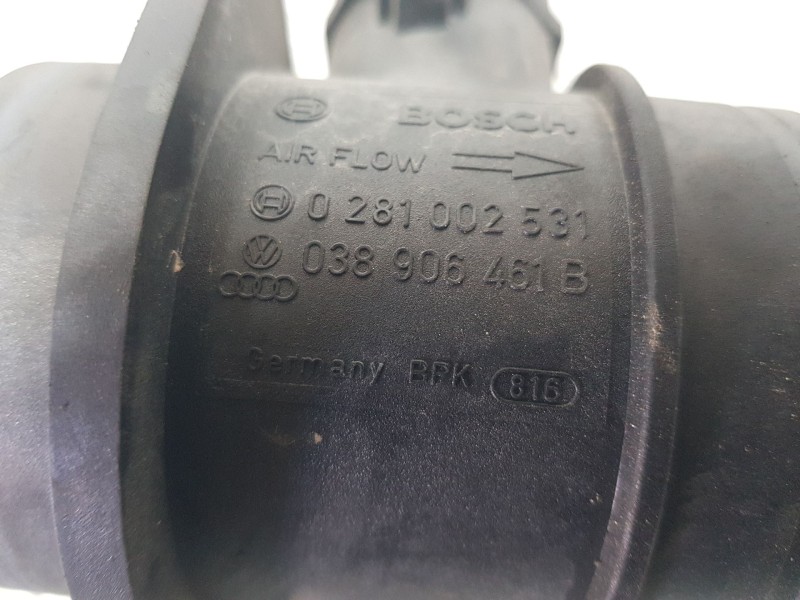 BOSCH
AIR FLOW
0 281 002 531
038 906 461 B
Germany BPK 816